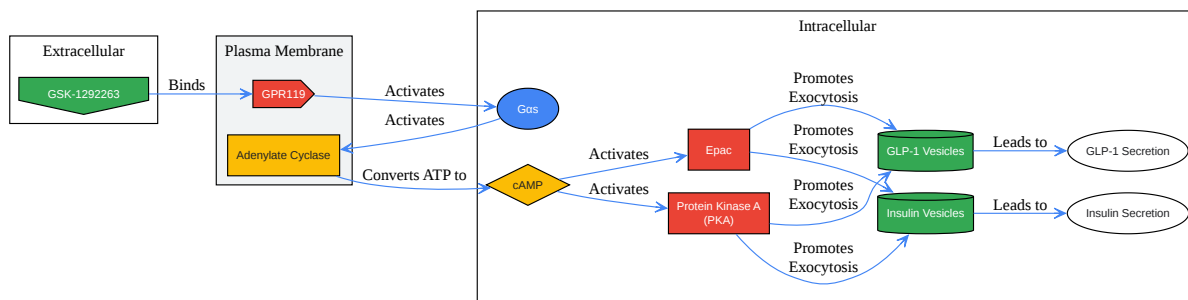 Extracellular
GSK-1292263
Binds
Plasma Membrane
GPR119
Adenylate Cyclase
Activates
Activates
Converts ATP to
Intracellular
Gαs
cAMP
Activates
Activates
Epac
Protein Kinase A
(PKA)
Promotes
Exocytosis
Promotes
Exocytosis
Promotes
Exocytosis
Promotes
Exocytosis
GLP-1 Vesicles
Insulin Vesicles
Leads to
Leads to
GLP-1 Secretion
Insulin Secretion